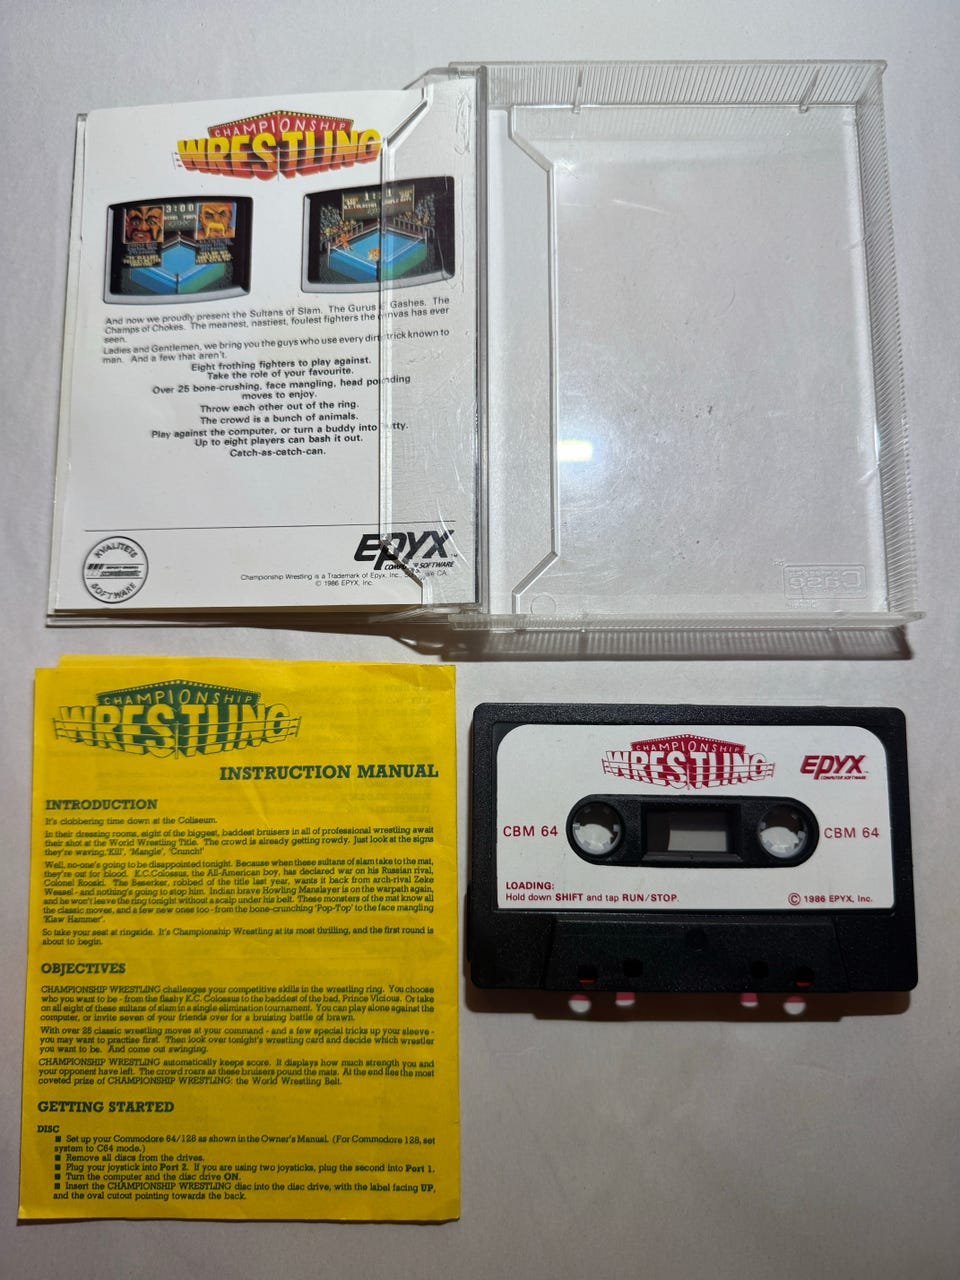 CHAMPIONSHIP
WRESTLING
3:00
And now we proudly present the Sultans of Slam. The Gurus Gashes. The
Champs of Chokes. The meanest, nastiest, foulest fighters the canvas has ever
seen.
Ladies and Gentlemen, we bring you the guys who use every dirty trick known to
man. And a few that aren't.
Eight frothing fighters to play against.
Take the role of your favourite.
Over 25 bone-crushing, face mangling, head pounding
moves to enjoy.
Throw each other out of the ring.
The crowd is a bunch of animals.
Play against the computer, or turn a buddy into putty.
Up to eight players can bash it out.
Catch-as-catch-can.
KVALITETS
SOFTWARE
EPYX
COMPUTER SOFTWARE
Championship Wrestling is a Trademark of Epyx, Inc. CA.
© 1986 EPYX, Inc.
Case
CHAMPIONSHIP
WRESTLING
INSTRUCTION MANUAL
INTRODUCTION
It's clobbering time down at the Coliseum.
In their dressing rooms, eight of the biggest, baddest bruisers in all of professional wrestling await
their shot at the World Wrestling Title. The crowd is already getting rowdy. Just look at the signs
they're waving,'Kill', 'Mangle', 'Crunch!'
Well, no-one's going to be disappointed tonight. Because when these sultans of slam take to the mat,
they're out for blood. K.C.Colossus, the All-American boy, has declared war on his Russian rival,
Colonel Rooski. The Beserker, robbed of the title last year, wants it back from arch-rival Zeke
Weasel - and nothing's going to stop him. Indian brave Howling Manslayer is on the warpath again,
and he won't leave the ring tonight without a scalp under his belt. These monsters of the mat know all
the classic moves, and a few new ones too - from the bone-crunching 'Pop-Top' to the face mangling
'Klaw Hammer'.
So take your seat at ringside. It's Championship Wrestling at its most thrilling, and the first round is
about to begin.
OBJECTIVES
CHAMPIONSHIP WRESTLING challenges your competitive skills in the wrestling ring. You choose
who you want to be - from the flashy K.C. Colossus to the baddest of the bad, Prince Vicious. Or take
on all eight of these sultans of slam in a single elimination tournament. You can play alone against the
computer, or invite seven of your friends over for a bruising battle of brawn.
With over 25 classic wrestling moves at your command - and a few special tricks up your sleeve -
you may want to practise first. Then look over tonight's wrestling card and decide which wrestler
you want to be. And come out swinging.
CHAMPIONSHIP WRESTLING automatically keeps score. It displays how much strength you and
your opponent have left. The crowd roars as these bruisers pound the mats. At the end lies the most
coveted prize of CHAMPIONSHIP WRESTLING: the World Wrestling Belt.
GETTING STARTED
DISC
■ Set up your Commodore 64/128 as shown in the Owner's Manual. (For Commodore 128, set
system to C64 mode.)
■ Remove all discs from the drives.
■ Plug your joystick into Port 2. If you are using two joysticks, plug the second into Port 1.
■ Turn the computer and the disc drive ON.
■ Insert the CHAMPIONSHIP WRESTLING disc into the disc drive, with the label facing UP,
and the oval cutout pointing towards the back.
CHAMPIONSHIP
WRESTLING
EPYX
COMPUTER SOFTWARE
CBM 64
CBM 64
LOADING:
Hold down SHIFT and tap RUN/STOP.
© 1986 EPYX, Inc.